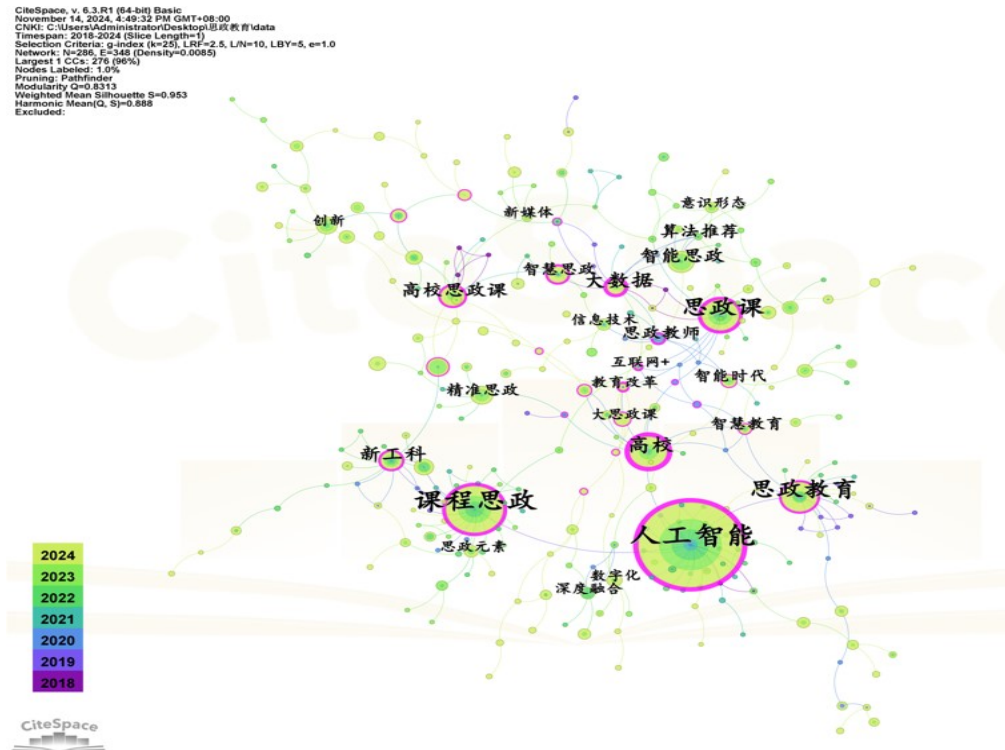 CiteSpace, v. 6.3.R1 (64-bit) Basic
November 14, 2024, 4:49:32 PM GMT+08:00
CNKI: C:\Users\Administrator\Desktop\思政教育\data
Timespan: 2018-2024 (Slice Length=1)
Selection Criteria: g-index (k=25), LRF=2.5, L/N=10, LBY=5, e=1.0
Network: N=286, E=348 (Density=0.0085)
Largest 1 CCs: 276 (96%)
Nodes Labeled: 1.0%
Pruning: Pathfinder
Modularity Q=0.8313
Weighted Mean Silhouette S=0.953
Harmonic Mean(Q, S)=0.888
Excluded:
意识形态
新媒体
创新
算法推荐
智能思政
智慧思政
大数据
高校思政课
思政课
信息技术
思政教师
互联网+
智能时代
教育改革
精准思政
大思政课
智慧教育
高校
新工科
思政教育
课程思政
人工智能
思政元素
数字化
深度融合
2024
2023
2022
2021
2020
2019
2018
CiteSpace